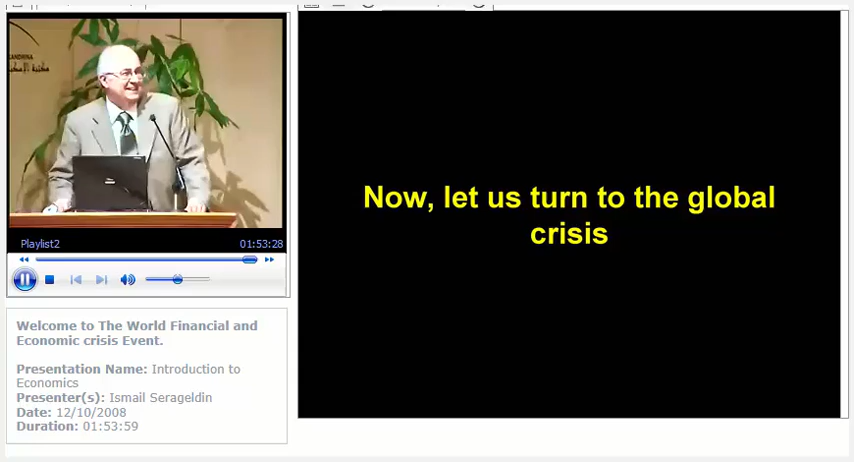 Playlist2
01:53:28
Welcome to The World Financial and
Economic crisis Event.
Presentation Name: Introduction to
Economics
Presenter(s): Ismail Serageldin
Date: 12/10/2008
Duration: 01:53:59
Now, let us turn to the global
crisis